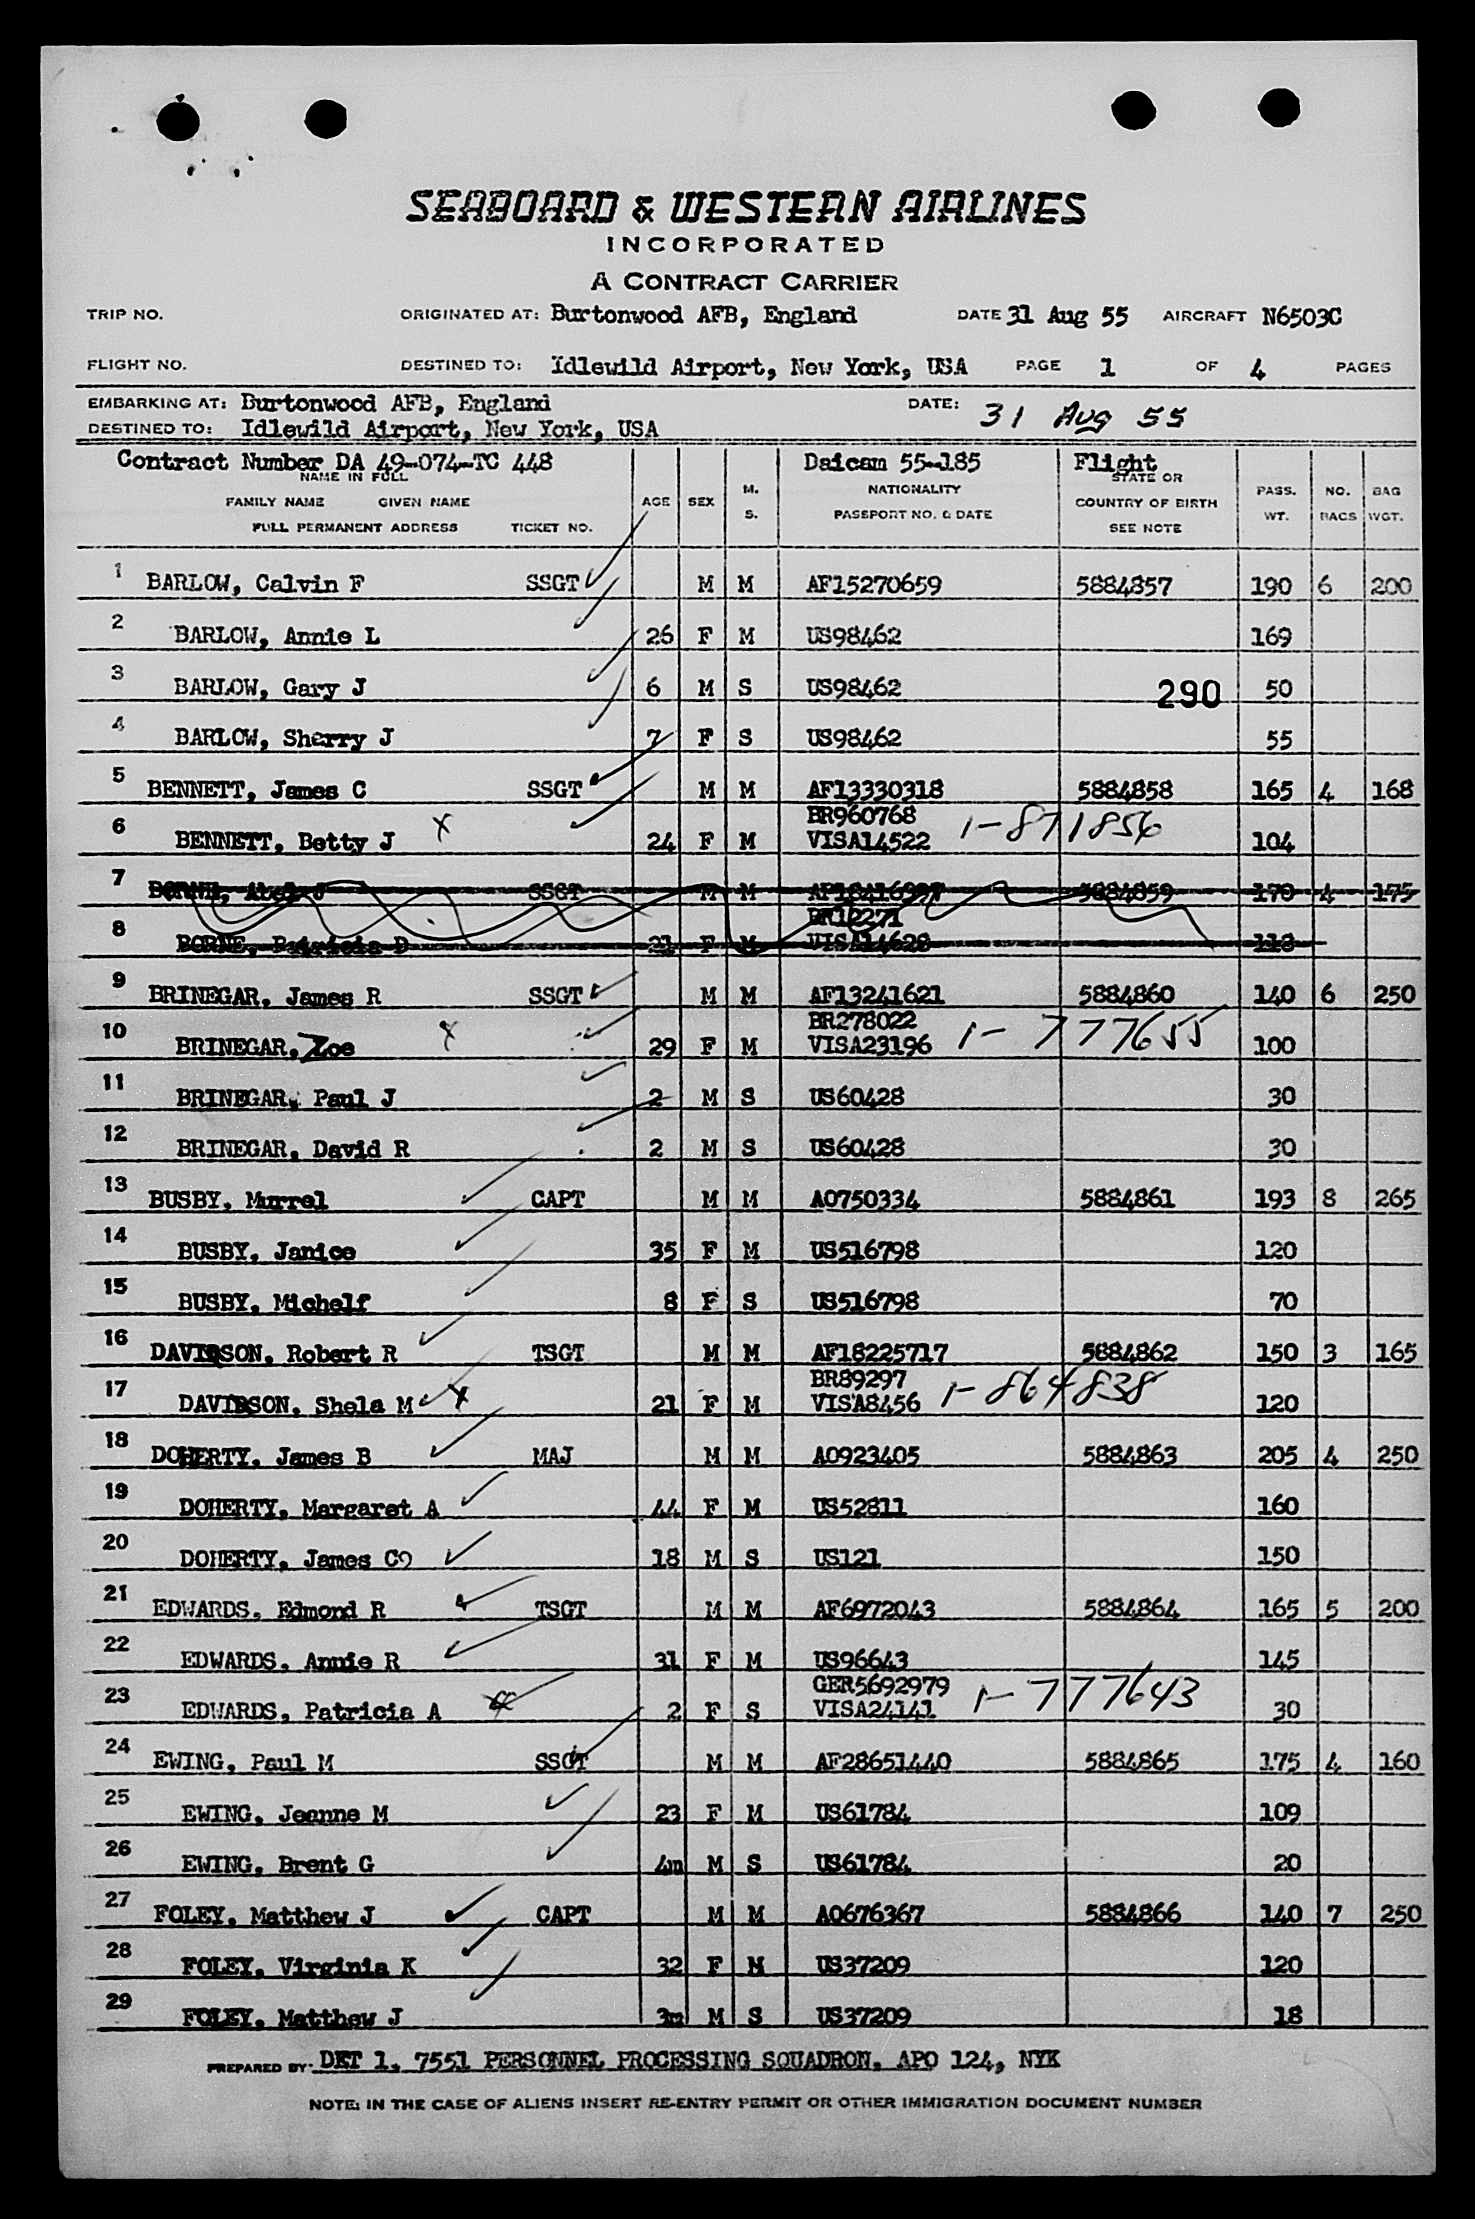 SEABOARD & WESTERN AIRLINES
INCORPORATED
A CONTRACT CARRIER
TRIP NO. ORIGINATED AT: Burtonwood AFB, England DATE 31 Aug 55 AIRCRAFT N6503C
FLIGHT NO. DESTINED TO: Idlewild Airport, New York, USA PAGE 1 OF 4 PAGES
EMBARKING AT: Burtonwood AFB, England DATE: 31 Aug 55
DESTINED TO: Idlewild Airport, New York, USA
Contract Number DA 49-074-TC 448 Daicam 55-185 Flight
NAME IN FULL STATE OR
FAMILY NAME GIVEN NAME AGE SEX M. S. NATIONALITY COUNTRY OF BIRTH PASS. WT. NO. BAGS BAG WGT.
FULL PERMANENT ADDRESS TICKET NO. PASSPORT NO. & DATE SEE NOTE
1 BARLOW, Calvin F SSGT M M AF15270659 5884857 190 6 200
2 BARLOW, Annie L 26 F M US98462 169
3 BARLOW, Gary J 6 M S US98462 290 50
4 BARLOW, Sherry J 7 F S US98462 55
5 BENNETT, James C SSGT M M AF13330318 5884858 165 4 168
BR960768
6 BENNETT, Betty J X 24 F M VISA14522 1-871856 104
7 SSGT M M 5884859 170 4 175
8 BORNE, Patricia D 21 F M VISA14628 118
9 BRINEGAR, James R SSGT M M AF13241621 5884860 140 6 250
BR278022
10 BRINEGAR, Zoe X 29 F M VISA23196 1-777655 100
11 BRINEGAR, Paul J 2 M S US60428 30
12 BRINEGAR, David R 2 M S US60428 30
13 BUSBY, Murrel CAPT M M AO750334 5884861 193 8 265
14 BUSBY, Janice 35 F M US516798 120
15 BUSBY, Michelf 8 F S US516798 70
16 DAVIDSON, Robert R TSGT M M AF18225717 5884862 150 3 165
BR89297
17 DAVIDSON, Shela M X 21 F M VISA8456 1-864838 120
18 DOHERTY, James B MAJ M M AO923405 5884863 205 4 250
19 DOHERTY, Margaret A 44 F M US52811 160
20 DOHERTY, James C 18 M S US121 150
21 EDWARDS, Edmond R TSGT M M AF6972043 5884864 165 5 200
22 EDWARDS, Annie R 31 F M US96643 145
GER5692979
23 EDWARDS, Patricia A 2 F S VISA24141 1-777643 30
24 EWING, Paul M SSGT M M AF28651440 5884865 175 4 160
25 EWING, Jeanne M 23 F M US61784 109
26 EWING, Brent G 4m M S US61784 20
27 FOLEY, Matthew J CAPT M M AO676367 5884866 140 7 250
28 FOLEY, Virginia K 32 F M US37209 120
29 FOLEY, Matthew J 3m M S US37209 18
PREPARED BY: DET 1, 7551 PERSONNEL PROCESSING SQUADRON, APO 124, NYK
NOTE: IN THE CASE OF ALIENS INSERT RE-ENTRY PERMIT OR OTHER IMMIGRATION DOCUMENT NUMBER